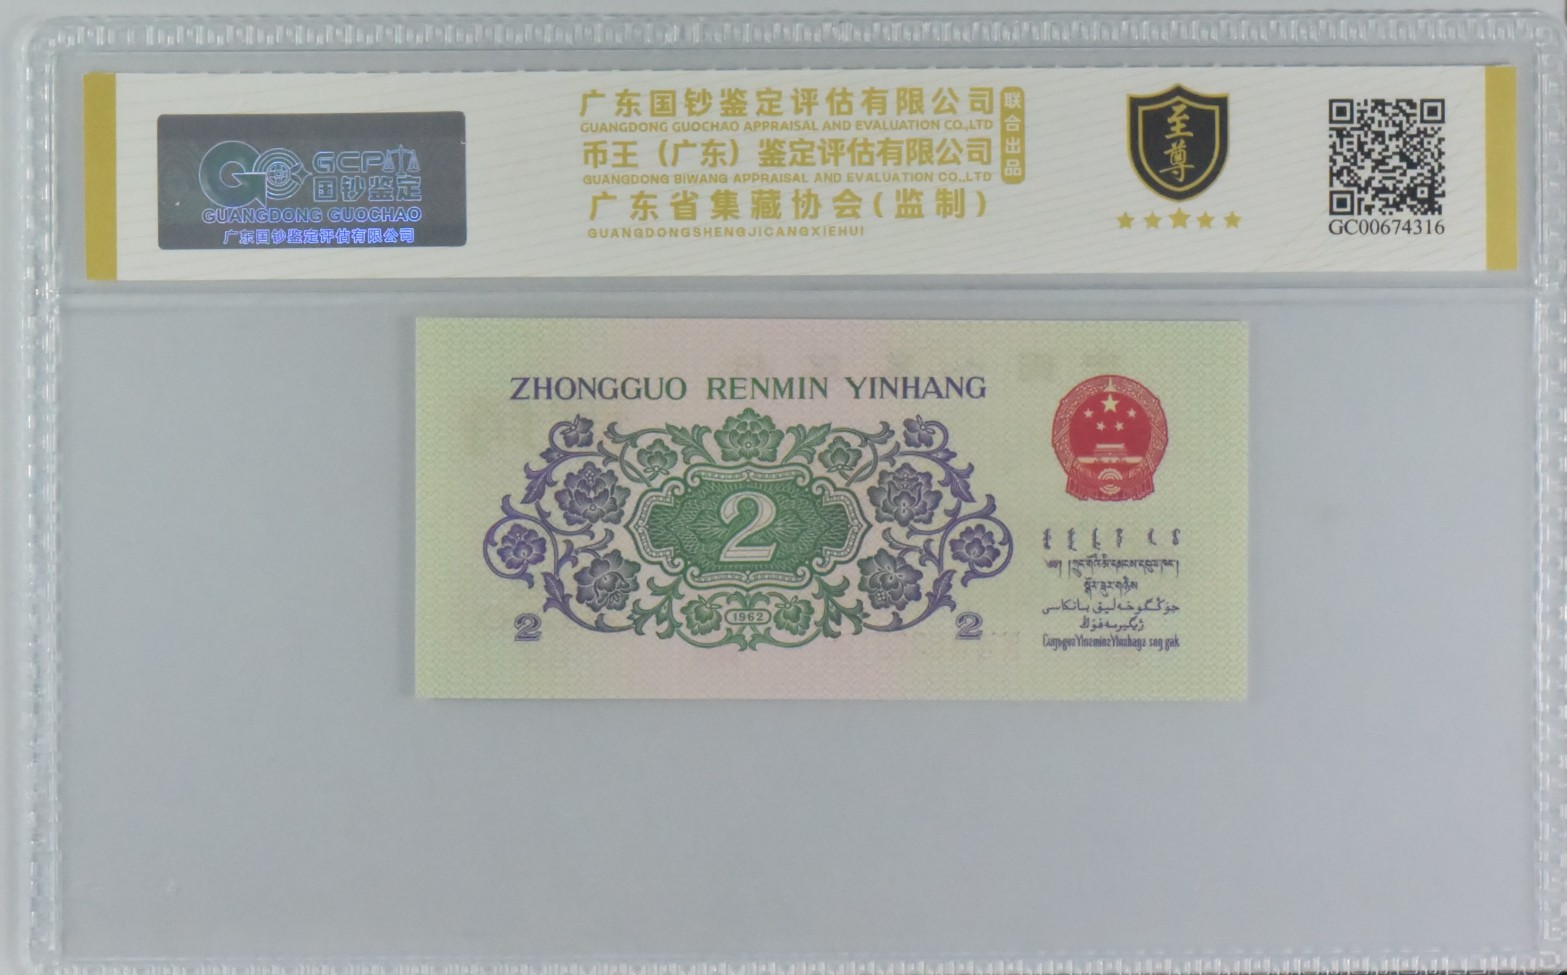 GCP
国钞鉴定
GUANGDONG GUOCHAO
广东国钞鉴定评估有限公司
广东国钞鉴定评估有限公司
GUANGDONG GUOCHAO APPRAISAL AND EVALUATION CO.,LTD
币王（广东）鉴定评估有限公司
GUANGDONG BIWANG APPRAISAL AND EVALUATION CO.,LTD
联合出品
广东省集藏协会(监制)
GUANGDONGSHENGJICANGXIEHUI
至尊
GC00674316
ZHONGGUO RENMIN YINHANG
2
1962
2
2
جۇڭگو خەلىق بانكاسى